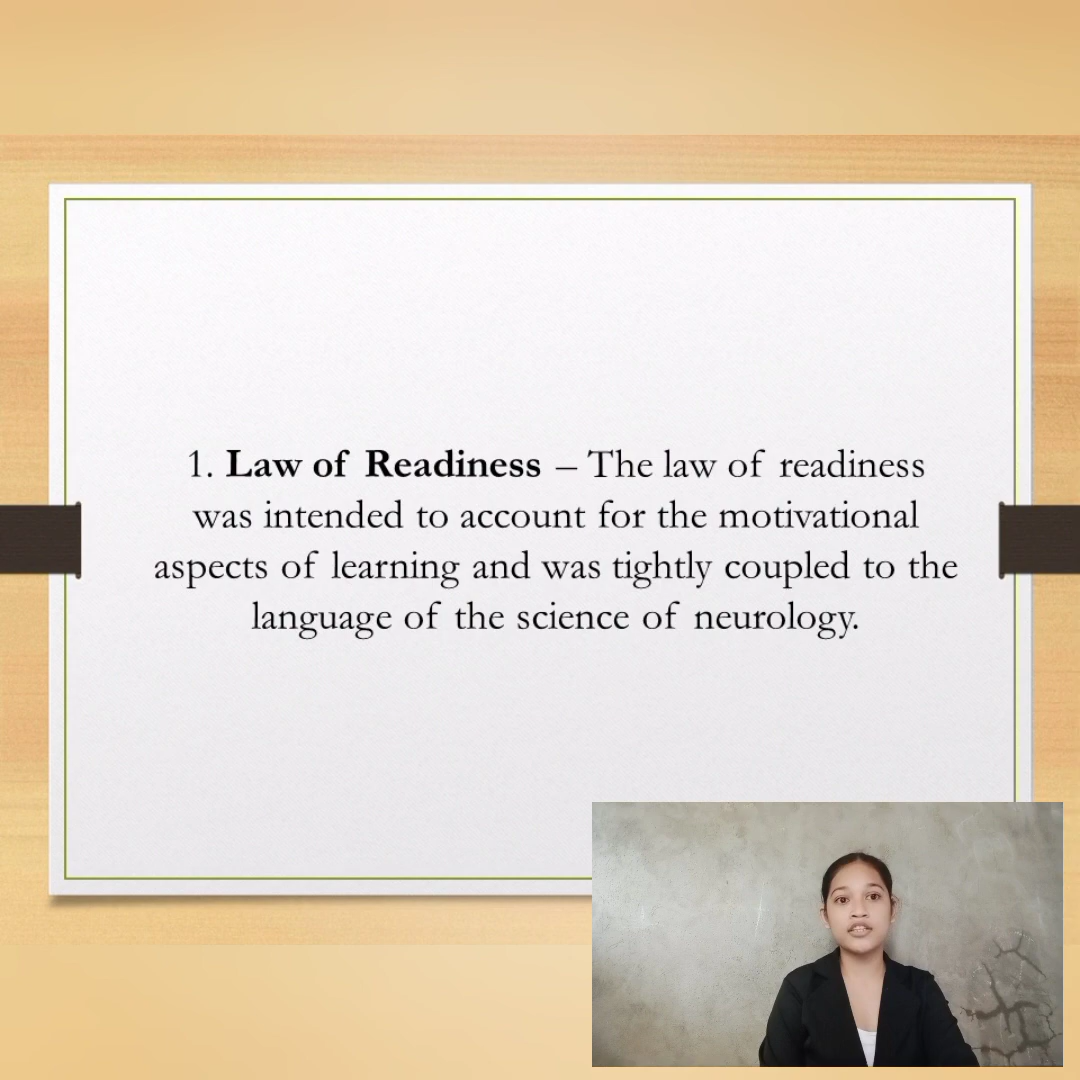 1. Law of Readiness – The law of readiness
was intended to account for the motivational
aspects of learning and was tightly coupled to the
language of the science of neurology.